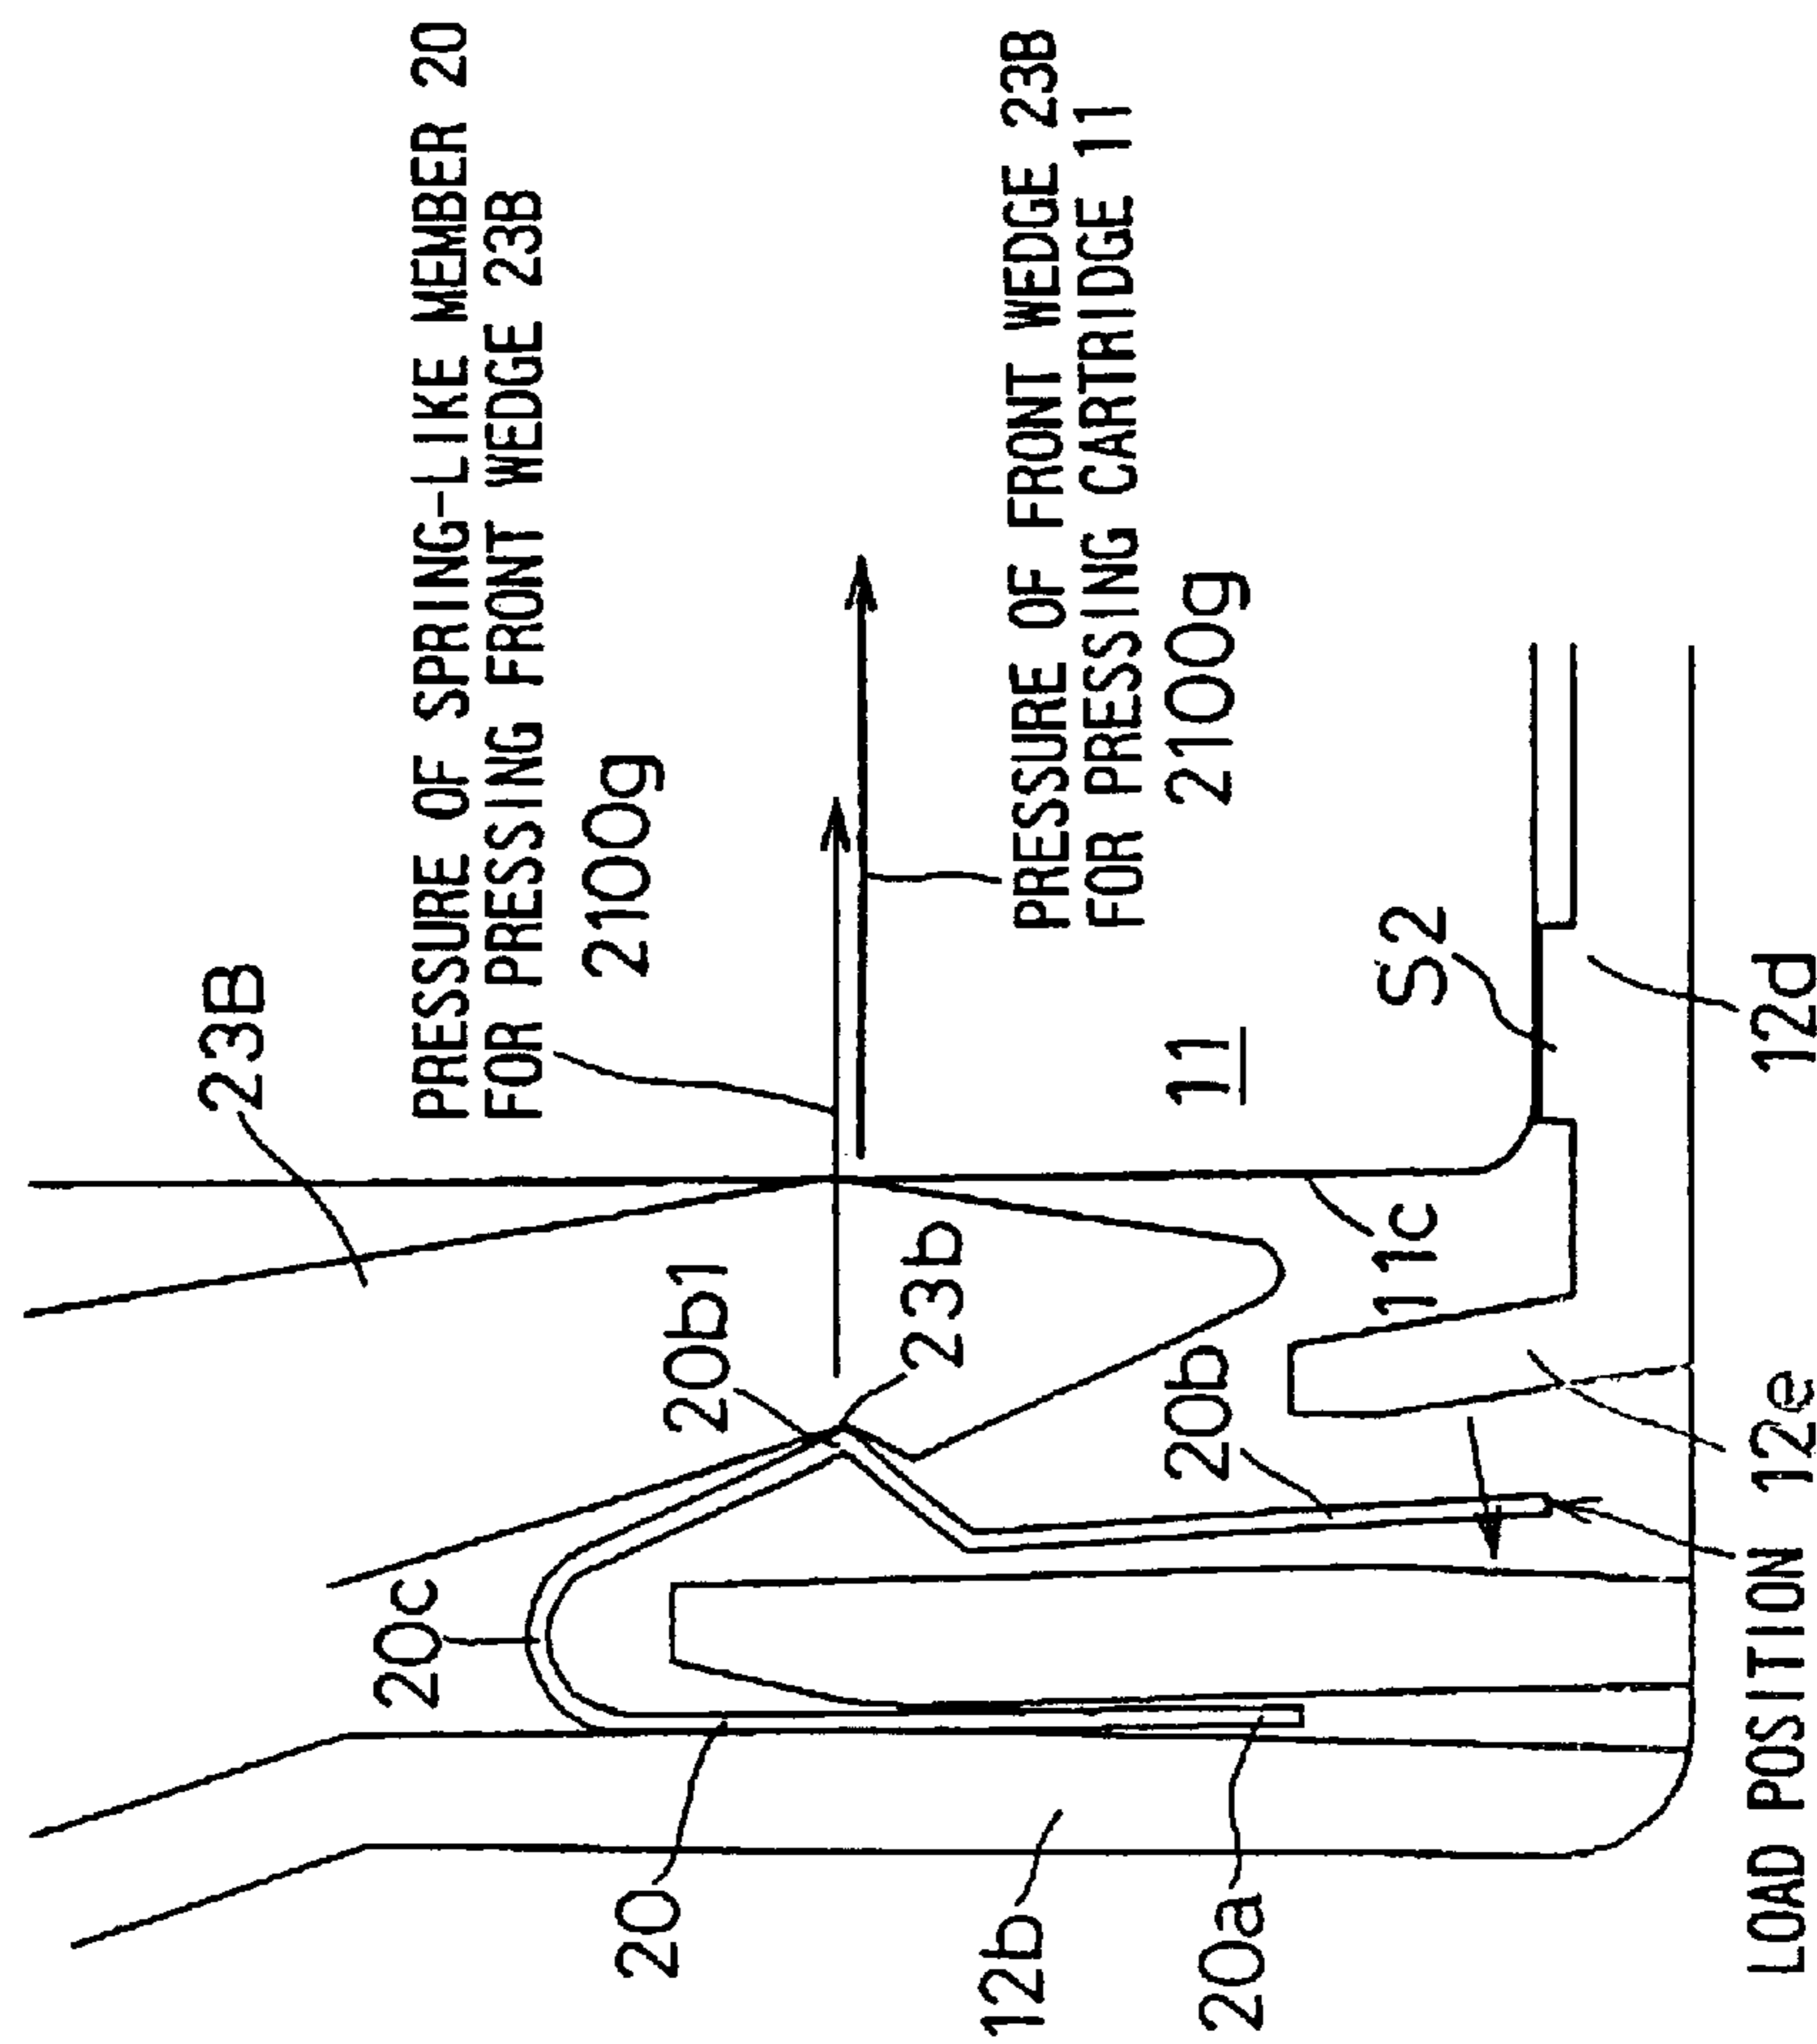 PRESSURE OF SPRING-LIKE MEMBER 20
FOR PRESSING FRONT WEDGE 23B
2100g
PRESSURE OF FRONT WEDGE 23B
FOR PRESSING CARTRIDGE 11
2100g
23B
20b1
23b
11
S2
12d
11c
20b
12e
20c
20
12b
20a
LOAD POSITION